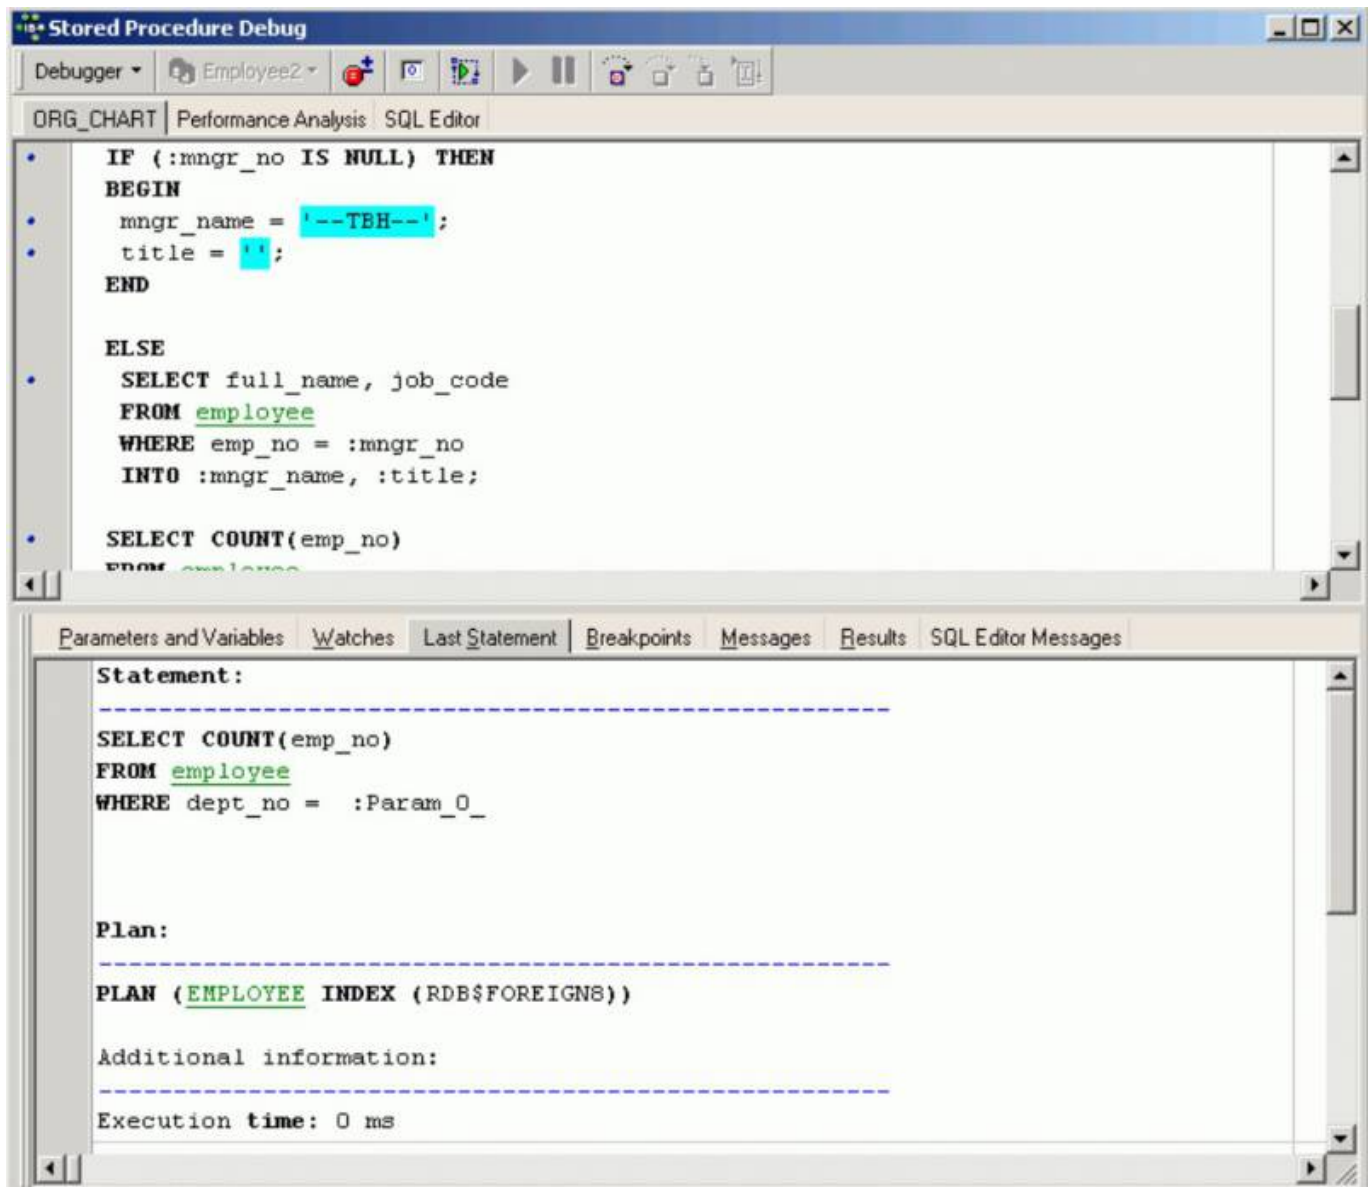 Stored Procedure Debug
Debugger Employee2
ORG_CHART Performance Analysis SQL Editor
IF (:mngr_no IS NULL) THEN
BEGIN
mngr_name = '--TBH--';
title = '';
END
ELSE
SELECT full_name, job_code
FROM employee
WHERE emp_no = :mngr_no
INTO :mngr_name, :title;
SELECT COUNT(emp_no)
FROM employee
Parameters and Variables Watches Last Statement Breakpoints Messages Results SQL Editor Messages
Statement:
------------------------------------------------------
SELECT COUNT(emp_no)
FROM employee
WHERE dept_no =  :Param_0_
Plan:
------------------------------------------------------
PLAN (EMPLOYEE INDEX (RDB$FOREIGN8))
Additional information:
------------------------------------------------------
Execution time: 0 ms